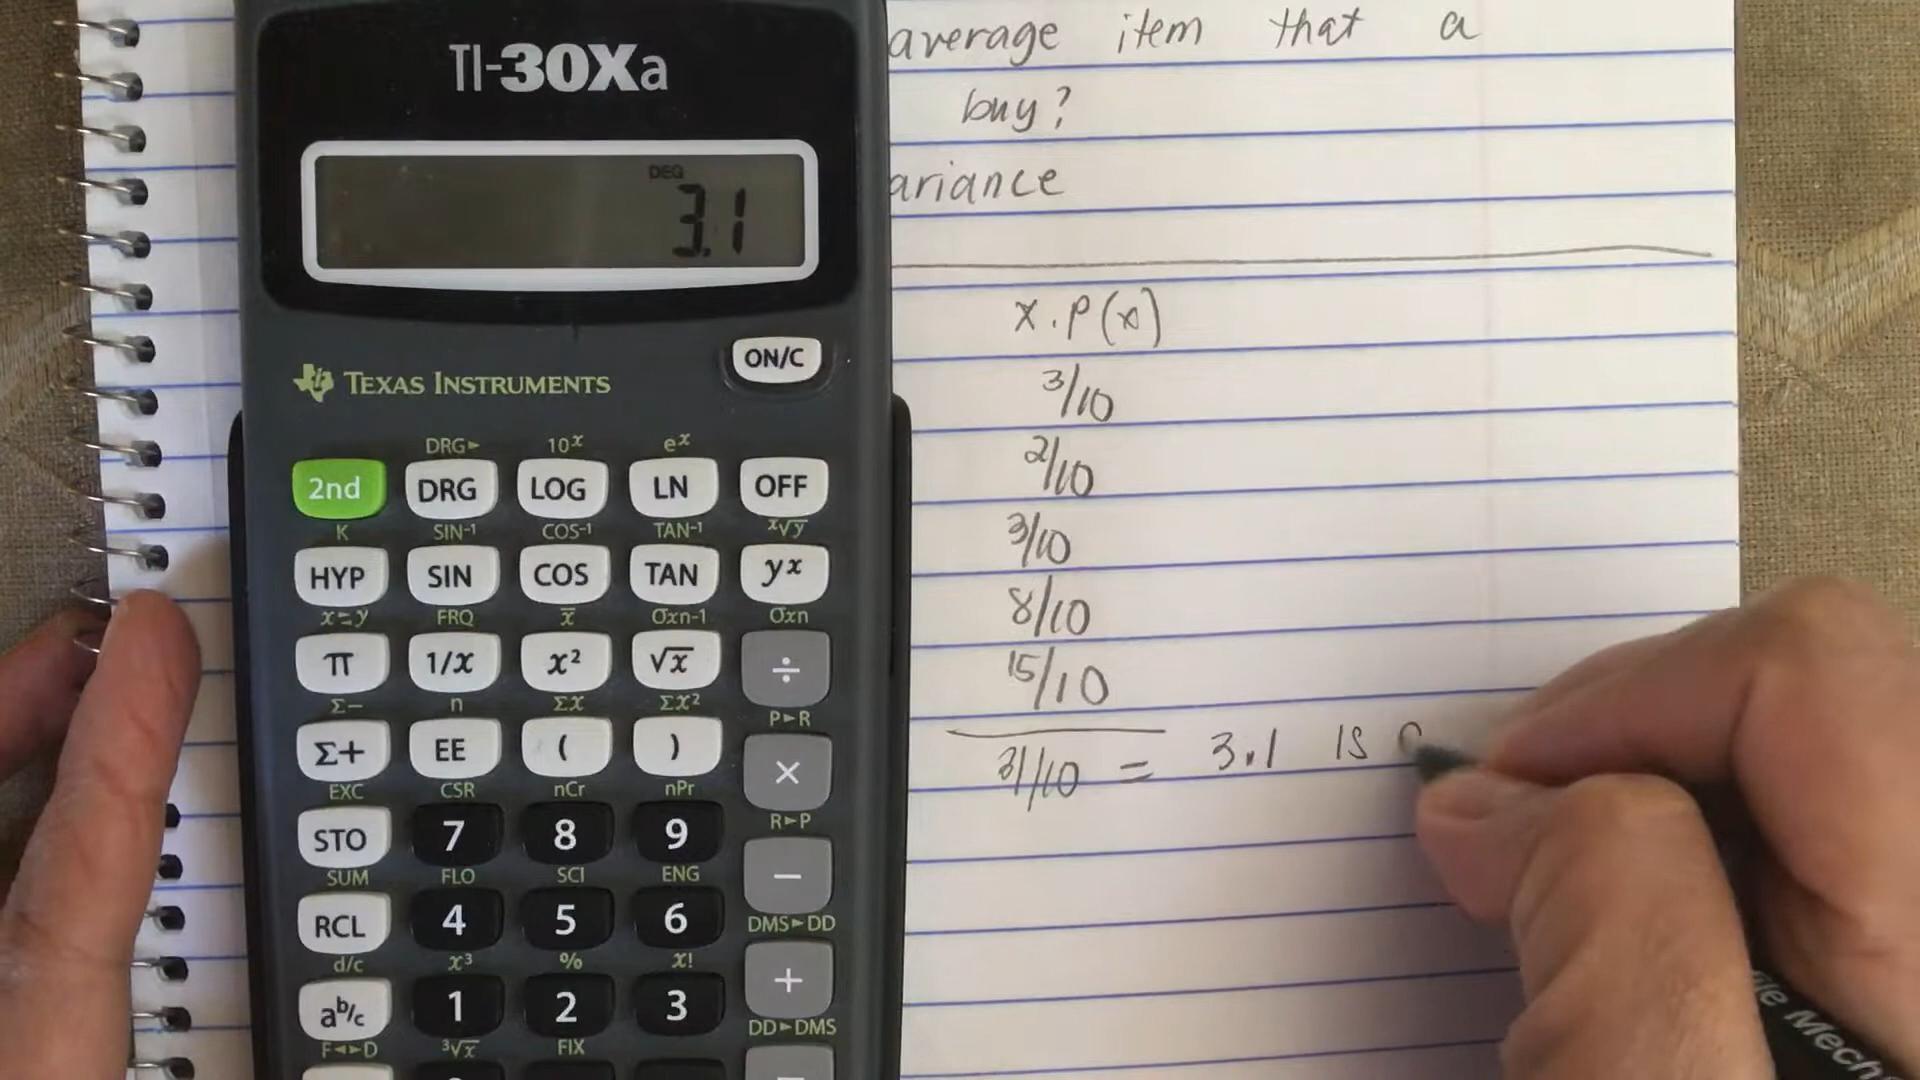 TI-30Xa
average item that a
buy?
ariance
DEG
3.1
x.p(x)
ON/C
TEXAS INSTRUMENTS
3/10
DRG► 10ˣ eˣ
2nd DRG LOG LN OFF
2/10
K SIN⁻¹ COS⁻¹ TAN⁻¹ ˣ√y
3/10
HYP SIN COS TAN yˣ
x⇌y FRQ x̄ σxn-1 σxn
8/10
π 1/x x² √x ÷
15/10
Σ- n Σx Σx² P►R
Σ+ EE ( ) ×
31/10 = 3.1 is
EXC CSR nCr nPr R►P
STO 7 8 9 −
SUM FLO SCI ENG DMS►DD
RCL 4 5 6 +
d/c x³ % x! DD►DMS
aᵇ/c 1 2 3
F◄►D ³√x FIX